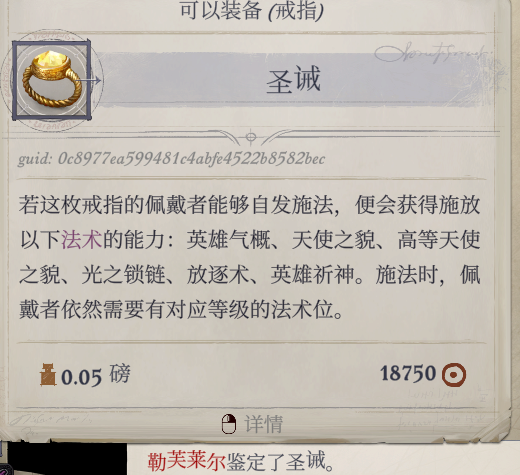 可以装备 (戒指)
圣诫
guid: 0c8977ea599481c4abfe4522b8582bec
若这枚戒指的佩戴者能够自发施法，便会获得施放
以下法术的能力：英雄气概、天使之貌、高等天使
之貌、光之锁链、放逐术、英雄祈神。施法时，佩
戴者依然需要有对应等级的法术位。
0.05 磅 18750
详情
勒芙莱尔鉴定了圣诫。